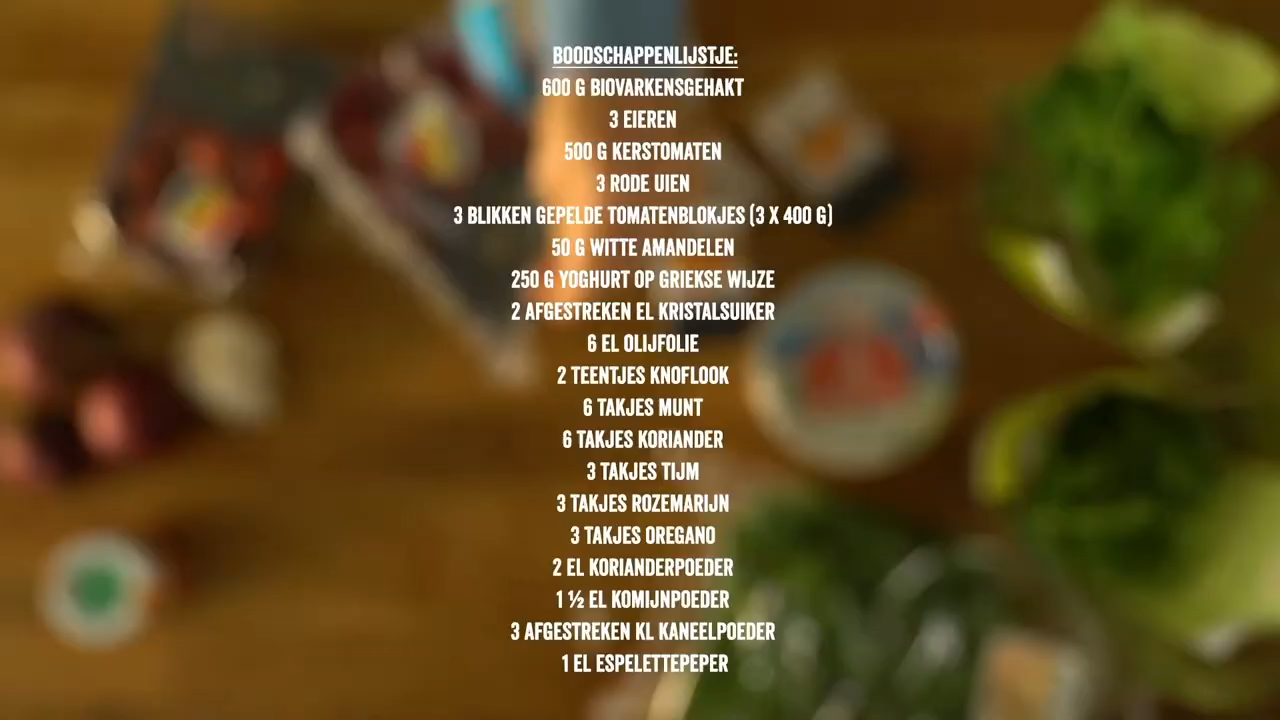 BOODSCHAPPENLIJSTJE:
600 G BIOVARKENSGEHAKT
3 EIEREN
500 G KERSTOMATEN
3 RODE UIEN
3 BLIKKEN GEPELDE TOMATENBLOKJES (3 X 400 G)
50 G WITTE AMANDELEN
250 G YOGHURT OP GRIEKSE WIJZE
2 AFGESTREKEN EL KRISTALSUIKER
6 EL OLIJFOLIE
2 TEENTJES KNOFLOOK
6 TAKJES MUNT
6 TAKJES KORIANDER
3 TAKJES TIJM
3 TAKJES ROZEMARIJN
3 TAKJES OREGANO
2 EL KORIANDERPOEDER
1 ½ EL KOMIJNPOEDER
3 AFGESTREKEN KL KANEELPOEDER
1 EL ESPELETTEPEPER